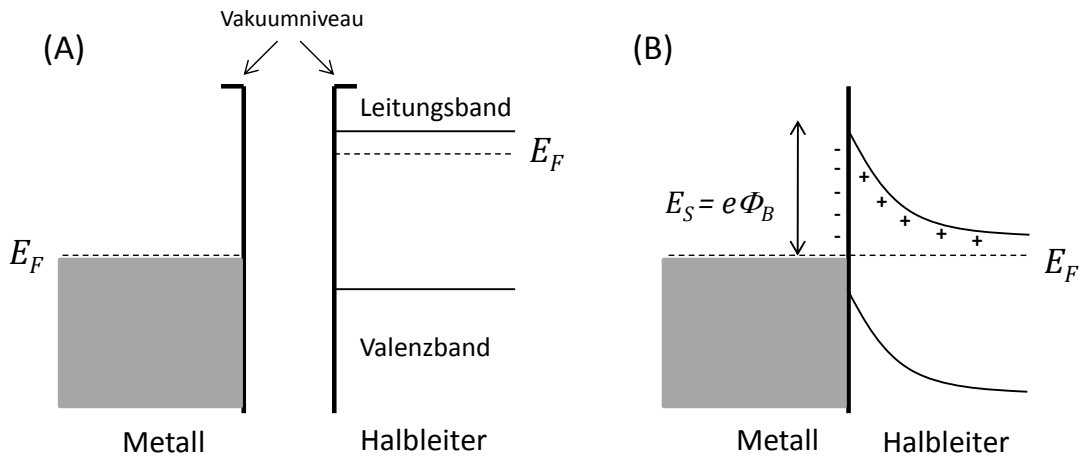 Vakuumniveau
(A)
Leitungsband
E_F
E_F
Valenzband
Metall
Halbleiter
(B)
-
-
-
-
-
+
+
+
+
+
E_S = eΦ_B
E_F
Metall
Halbleiter